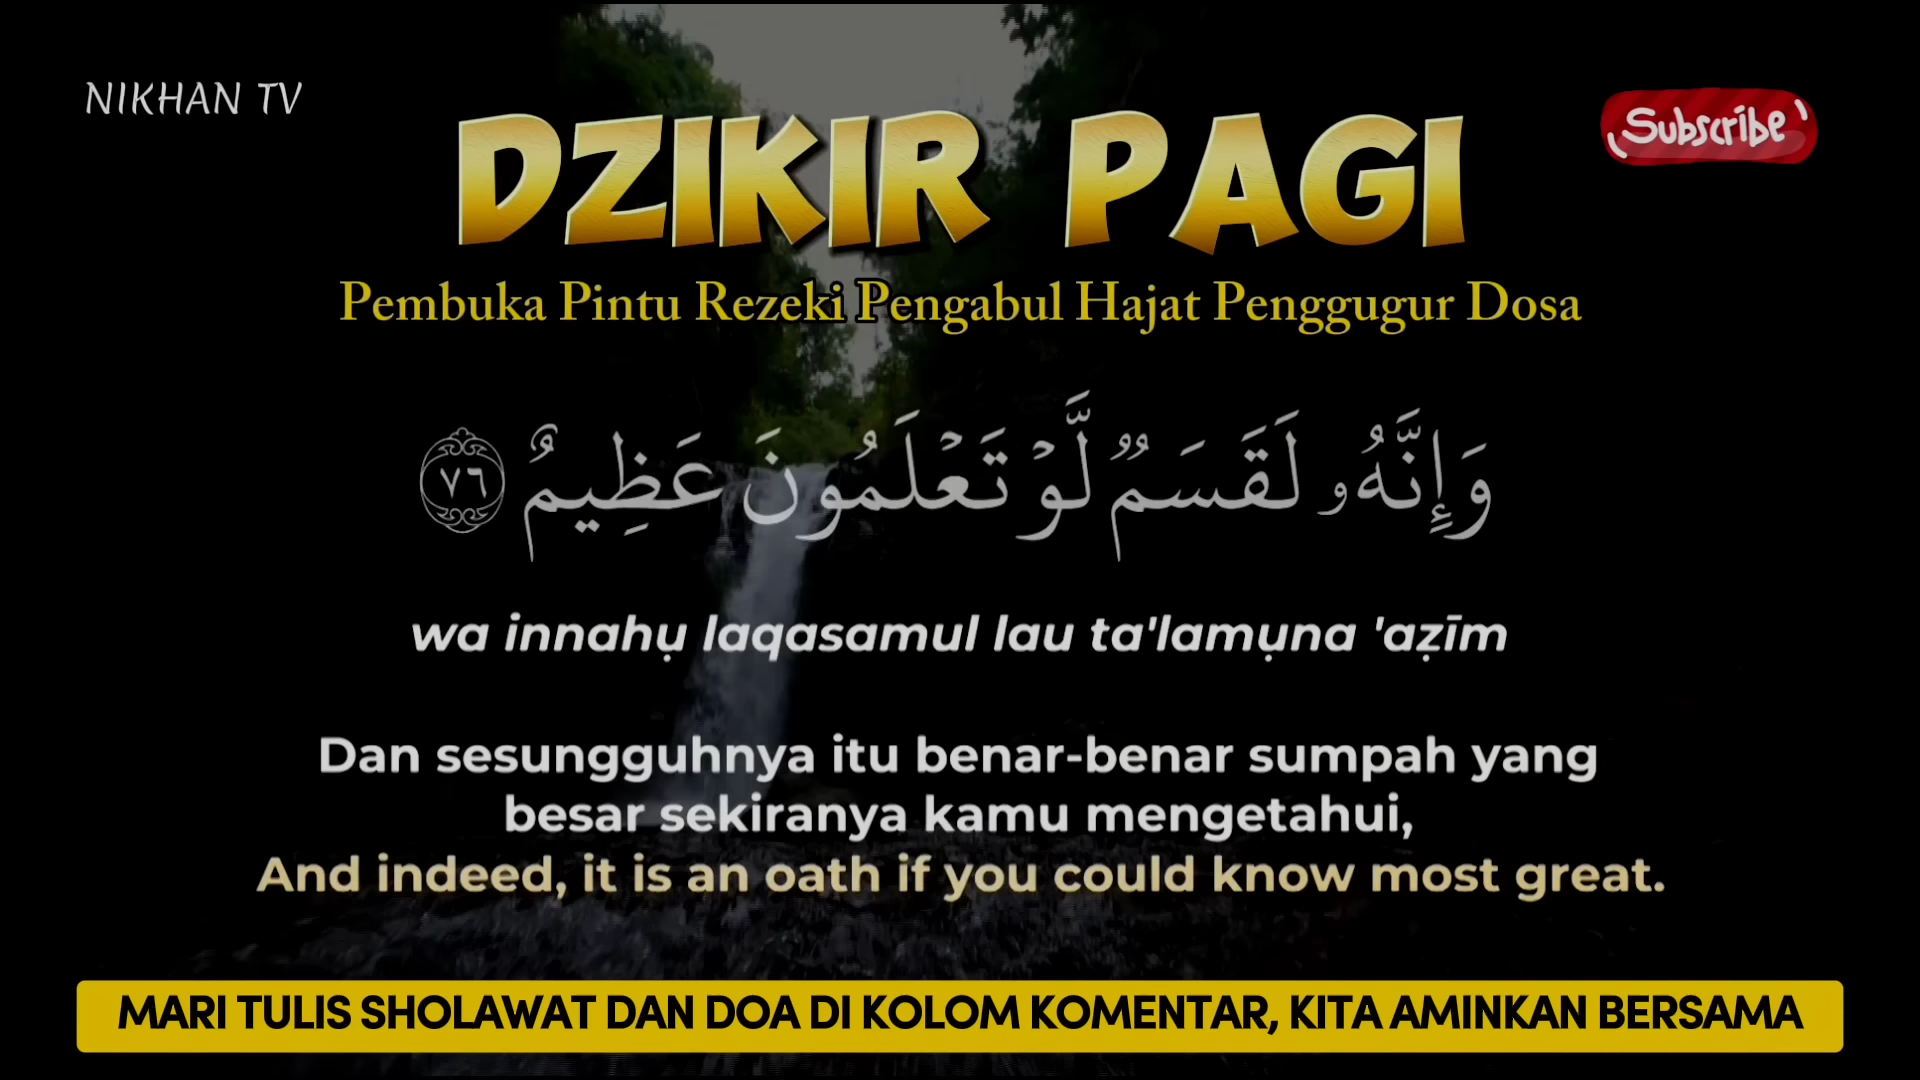 NIKHAN TV
DZIKIR PAGI
Subscribe
Pembuka Pintu Rezeki Pengabul Hajat Penggugur Dosa
وَإِنَّهُۥ لَقَسَمٌۭ لَّوْ تَعْلَمُونَ عَظِيمٌ ٧٦
wa innahụ laqasamul lau ta'lamụna 'aẓīm
Dan sesungguhnya itu benar-benar sumpah yang
besar sekiranya kamu mengetahui,
And indeed, it is an oath if you could know most great.
MARI TULIS SHOLAWAT DAN DOA DI KOLOM KOMENTAR, KITA AMINKAN BERSAMA